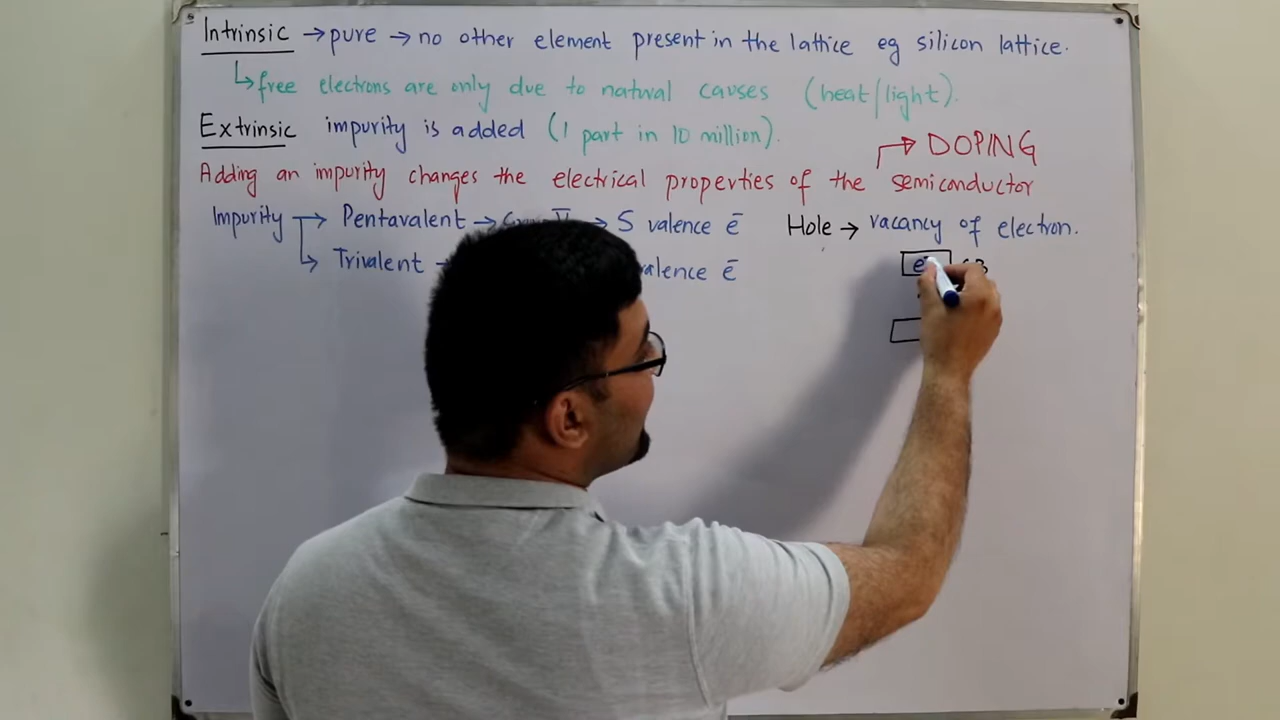 Intrinsic → pure → no other element present in the lattice eg silicon lattice.
↳ free electrons are only due to natural causes (heat/light).
Extrinsic impurity is added (1 part in 10 million).
→ DOPING
Adding an impurity changes the electrical properties of the semiconductor
Impurity → Pentavalent → → 5 valence e̅
Hole → vacancy of electron.
↳ Trivalent → valence e̅
e